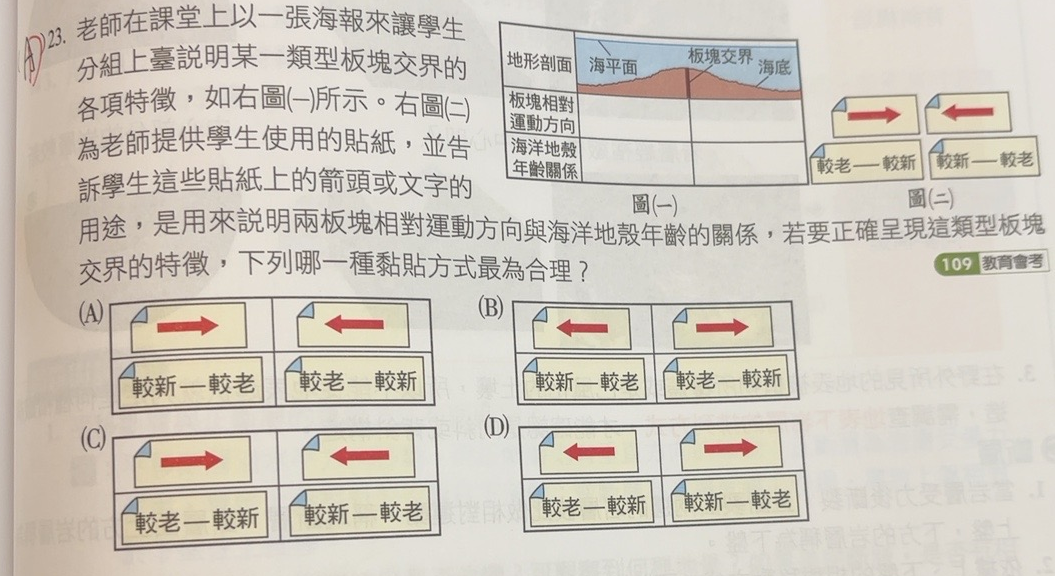 (A) 23. 老師在課堂上以一張海報來讓學生
分組上臺說明某一類型板塊交界的
各項特徵，如右圖(一)所示。右圖(二)
為老師提供學生使用的貼紙，並告
訴學生這些貼紙上的箭頭或文字的
用途，是用來說明兩板塊相對運動方向與海洋地殼年齡的關係，若要正確呈現這類型板塊
交界的特徵，下列哪一種黏貼方式最為合理？
109 教育會考
地形剖面 海平面 板塊交界 海底
板塊相對
運動方向
海洋地殼
年齡關係
圖(一)
較老—較新 較新—較老
圖(二)
(A)
較新—較老 較老—較新
(B)
較新—較老 較老—較新
(C)
較老—較新 較新—較老
(D)
較老—較新 較新—較老